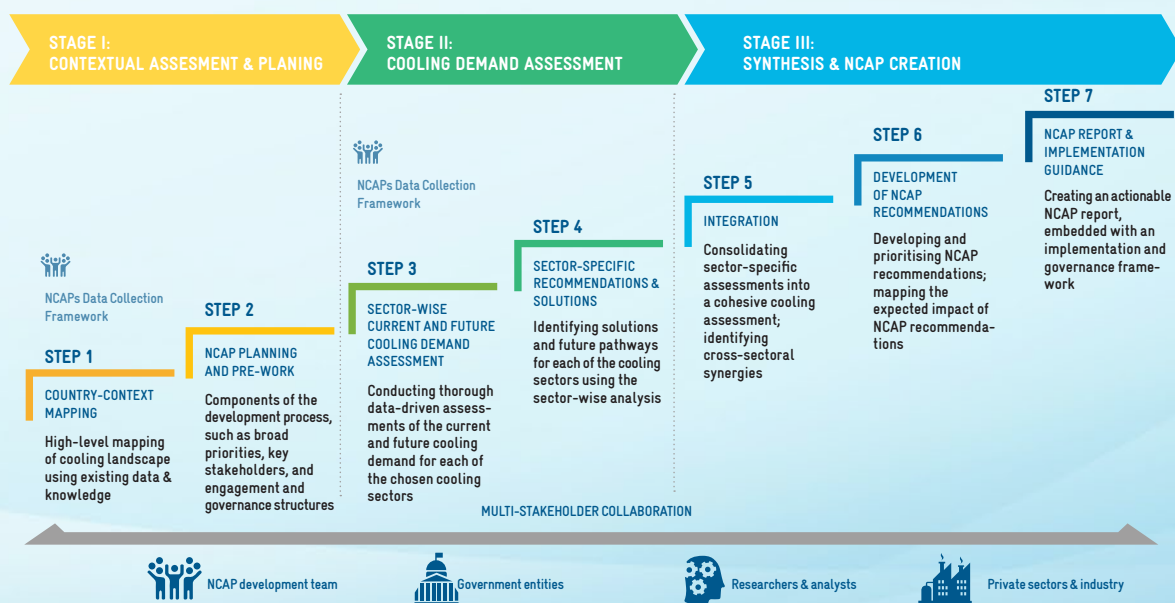 STAGE I:
CONTEXTUAL ASSESMENT & PLANING
STAGE II:
COOLING DEMAND ASSESSMENT
STAGE III:
SYNTHESIS & NCAP CREATION
NCAPs Data Collection
Framework
STEP 1
COUNTRY-CONTEXT
MAPPING
High-level mapping
of cooling landscape
using existing data &
knowledge
STEP 2
NCAP PLANNING
AND PRE-WORK
Components of the
development process,
such as broad
priorities, key
stakeholders, and
engagement and
governance structures
NCAPs Data Collection
Framework
STEP 3
SECTOR-WISE
CURRENT AND FUTURE
COOLING DEMAND
ASSESSMENT
Conducting thorough
data-driven assess-
ments of the current
and future cooling
demand for each of
the chosen cooling
sectors
STEP 4
SECTOR-SPECIFIC
RECOMMENDATIONS &
SOLUTIONS
Identifying solutions
and future pathways
for each of the cooling
sectors using the
sector-wise analysis
STEP 5
INTEGRATION
Consolidating
sector-specific
assessments into
a cohesive cooling
assessment;
identifying
cross-sectoral
synergies
STEP 6
DEVELOPMENT
OF NCAP
RECOMMENDATIONS
Developing and
prioritising NCAP
recommendations;
mapping the
expected impact of
NCAP recommenda-
tions
STEP 7
NCAP REPORT &
IMPLEMENTATION
GUIDANCE
Creating an actionable
NCAP report,
embedded with an
implementation and
governance frame-
work
MULTI-STAKEHOLDER COLLABORATION
NCAP development team
Government entities
Researchers & analysts
Private sectors & industry